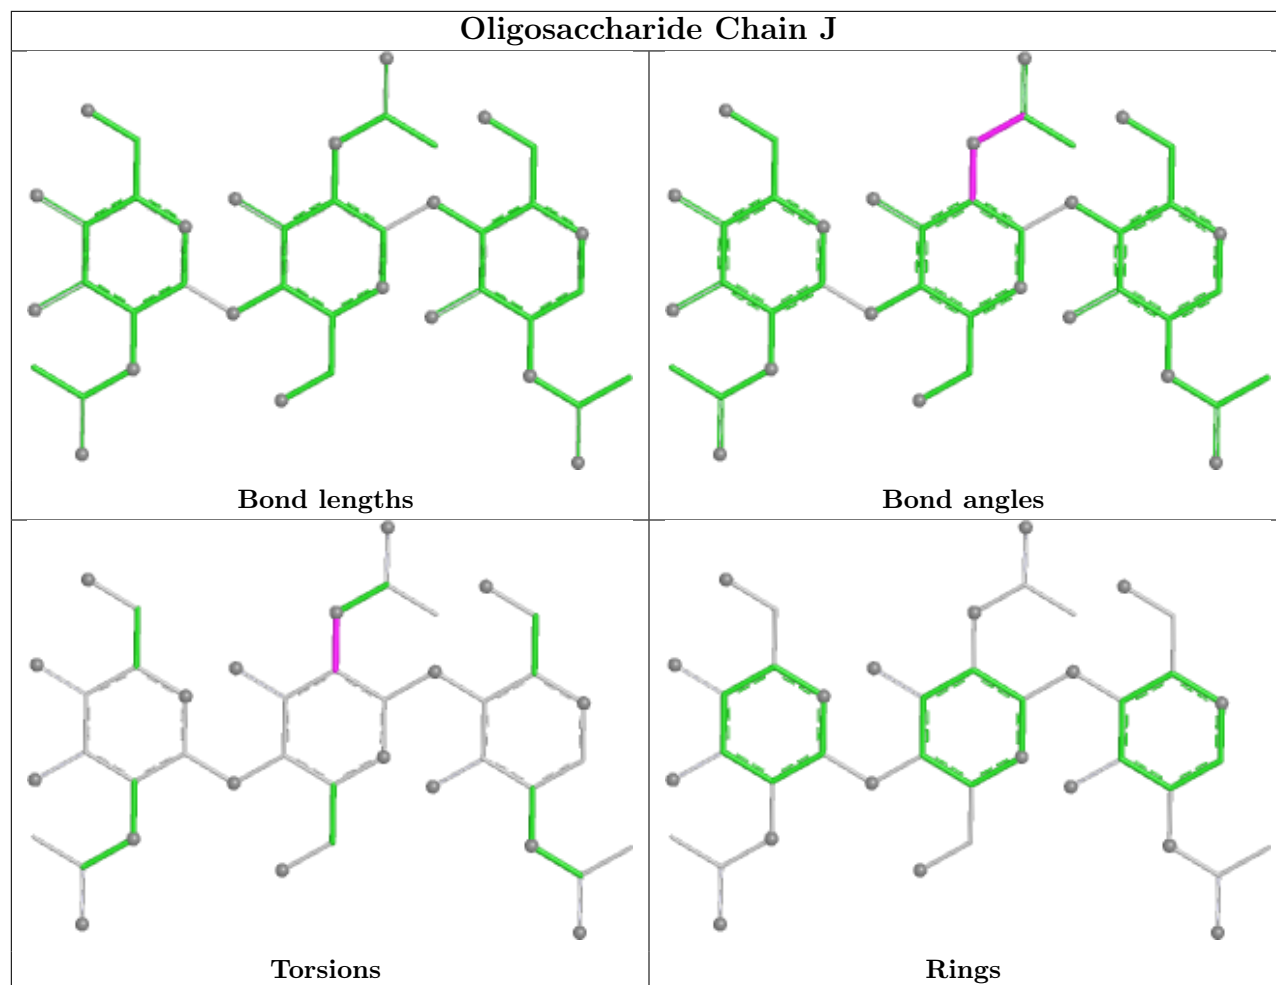 Oligosaccharide Chain J
Bond lengths
Bond angles
Torsions
Rings